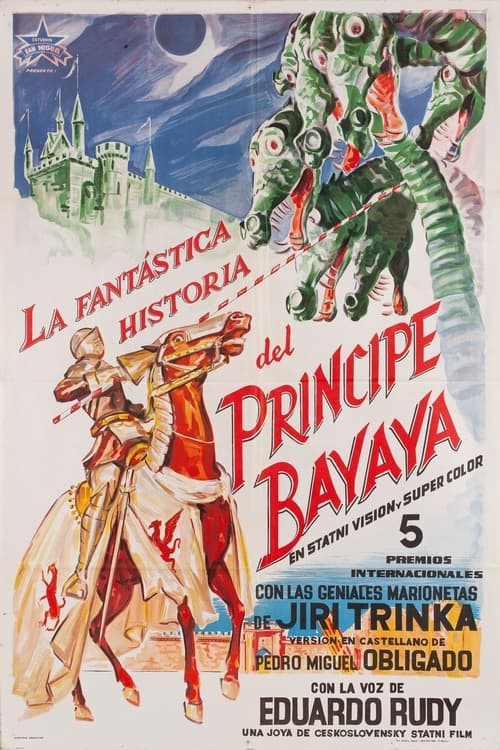 ESTUDIOS
SAN MIGUEL
PRESENTA
LA FANTÁSTICA
HISTORIA
del
PRINCIPE
BAYAYA
EN STATNI VISION Y SUPER COLOR
5
PREMIOS
INTERNACIONALES
CON LAS GENIALES MARIONETAS
DE JIRI TRINKA
VERSION EN CASTELLANO DE
PEDRO MIGUEL OBLIGADO
CON LA VOZ DE
EDUARDO RUDY
UNA JOYA DE CESKOSLOVENSKY STATNI FILM